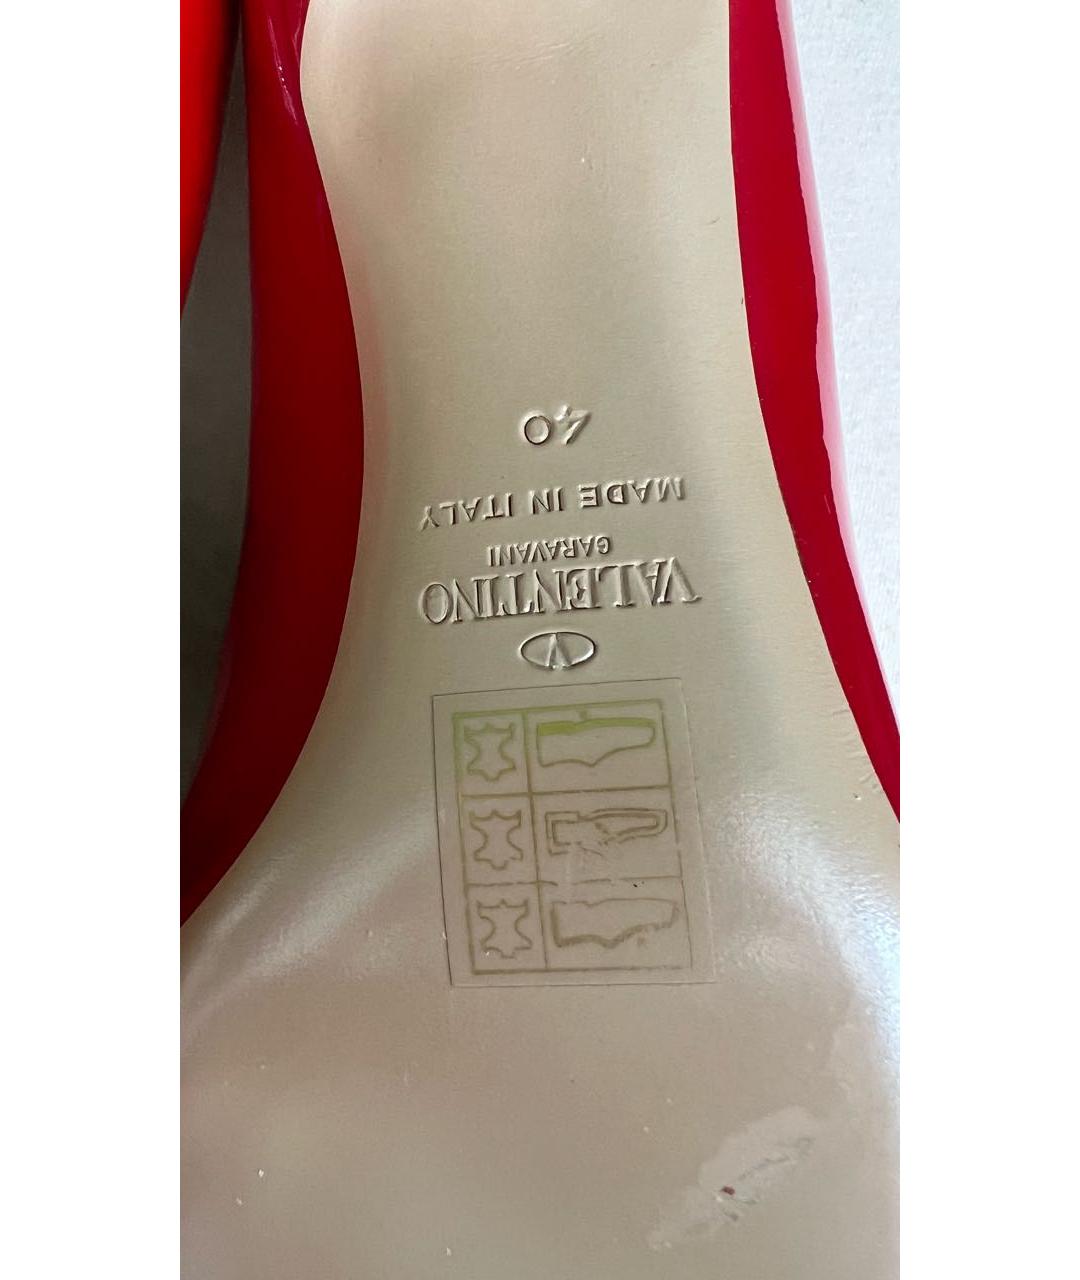 V
VALENTINO
GARAVANI
MADE IN ITALY
40